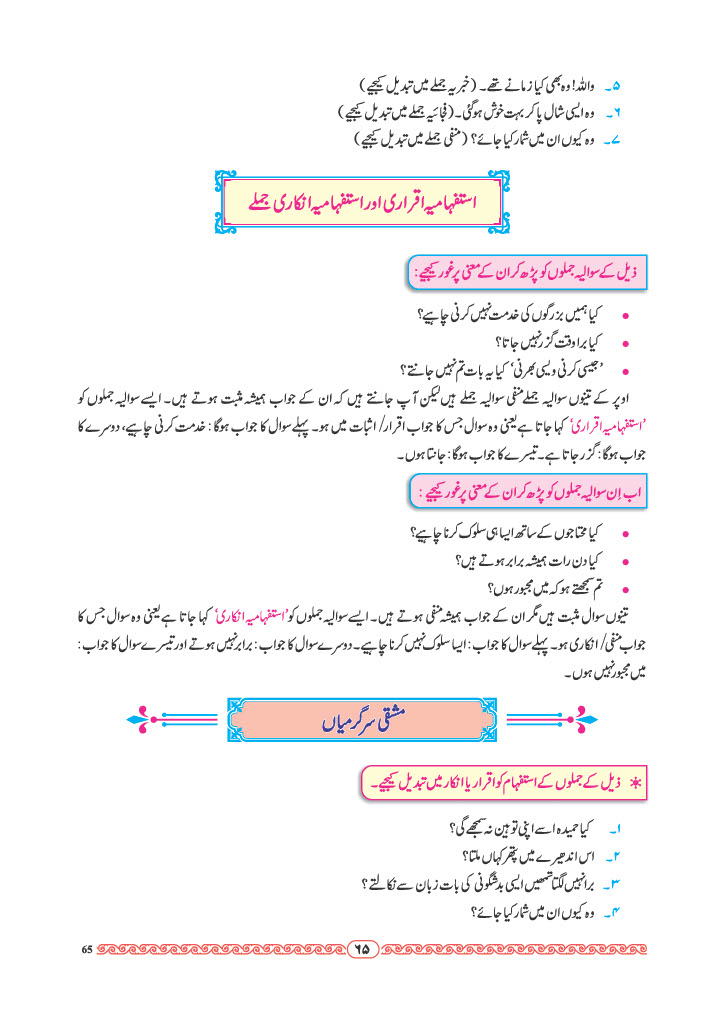 ۵۔ واللہ! وہ بھی کیا زمانے تھے۔ (خبریہ جملے میں تبدیل کیجیے)
۶۔ وہ ایسی شال پا کر بہت خوش ہوگئی۔ (فجائیہ جملے میں تبدیل کیجیے)
۷۔ وہ کیوں ان میں شمار کیا جائے؟ (منفی جملے میں تبدیل کیجیے)
استفہامیہ اقراری اور استفہامیہ انکاری جملے
ذیل کے سوالیہ جملوں کو پڑھ کر ان کے معنی پر غور کیجیے :
• کیا ہمیں بزرگوں کی خدمت نہیں کرنی چاہیے؟
• کیا برا وقت گزر نہیں جاتا؟
• ’جیسی کرنی ویسی بھرنی‘ کیا یہ بات تم نہیں جانتے؟
اوپر کے تینوں سوالیہ جملے منفی سوالیہ جملے ہیں لیکن آپ جانتے ہیں کہ ان کے جواب ہمیشہ مثبت ہوتے ہیں۔ ایسے سوالیہ جملوں کو
’استفہامیہ اقراری‘ کہا جاتا ہے یعنی وہ سوال جس کا جواب اقرار/ اثبات میں ہو۔ پہلے سوال کا جواب ہوگا : خدمت کرنی چاہیے، دوسرے کا
جواب ہوگا : گزر جاتا ہے۔ تیسرے کا جواب ہوگا : جانتا ہوں۔
اب اِن سوالیہ جملوں کو پڑھ کر ان کے معنی پر غور کیجیے :
• کیا محتاجوں کے ساتھ ایسا ہی سلوک کرنا چاہیے؟
• کیا دن رات ہمیشہ برابر ہوتے ہیں؟
• تم سمجھتے ہو کہ میں مجبور ہوں؟
تینوں سوال مثبت ہیں مگر ان کے جواب ہمیشہ منفی ہوتے ہیں۔ ایسے سوالیہ جملوں کو ’استفہامیہ انکاری‘ کہا جاتا ہے یعنی وہ سوال جس کا
جواب منفی/ انکاری ہو۔ پہلے سوال کا جواب : ایسا سلوک نہیں کرنا چاہیے۔ دوسرے سوال کا جواب : برابر نہیں ہوتے اور تیسرے سوال کا جواب :
میں مجبور نہیں ہوں۔
مشقی سرگرمیاں
* ذیل کے جملوں کے استفہام کو اقرار یا انکار میں تبدیل کیجیے۔
۱۔ کیا حمیدہ اسے اپنی توہین نہ سمجھے گی؟
۲۔ اس اندھیرے میں پتھر کہاں ملتا؟
۳۔ برا نہیں لگتا تمھیں ایسی بدشگونی کی بات زبان سے نکالتے ؟
۴۔ وہ کیوں ان میں شمار کیا جائے؟
۶۵
65